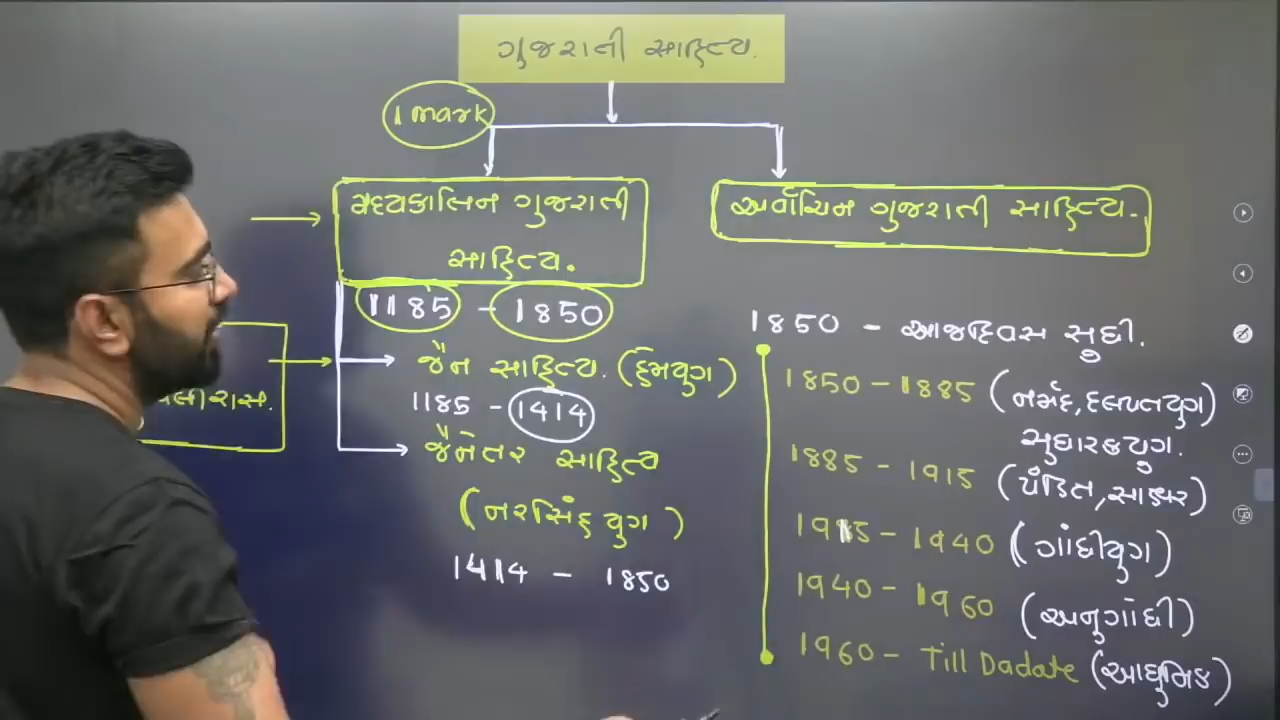 ગુજરાતી સાહિત્ય.
1 mark
મધ્યકાલિન ગુજરાતી
સાહિત્ય.
1185 - 1850
જૈન સાહિત્ય. (હેમયુગ)
1185 - 1414
જૈનેતર સાહિત્ય
(નરસિંહ યુગ)
1414 - 1850
અર્વાચિન ગુજરાતી સાહિત્ય.
1850 - આજદિવસ સુધી.
1850 - 1885 (નર્મદ, દલપતયુગ)
સુધારકયુગ.
1885 - 1915 (પંડિત, સાક્ષર)
1915 - 1940 (ગાંધીયુગ)
1940 - 1960 (અનુગાંધી)
1960 - Till Dadate (આધુનિક)